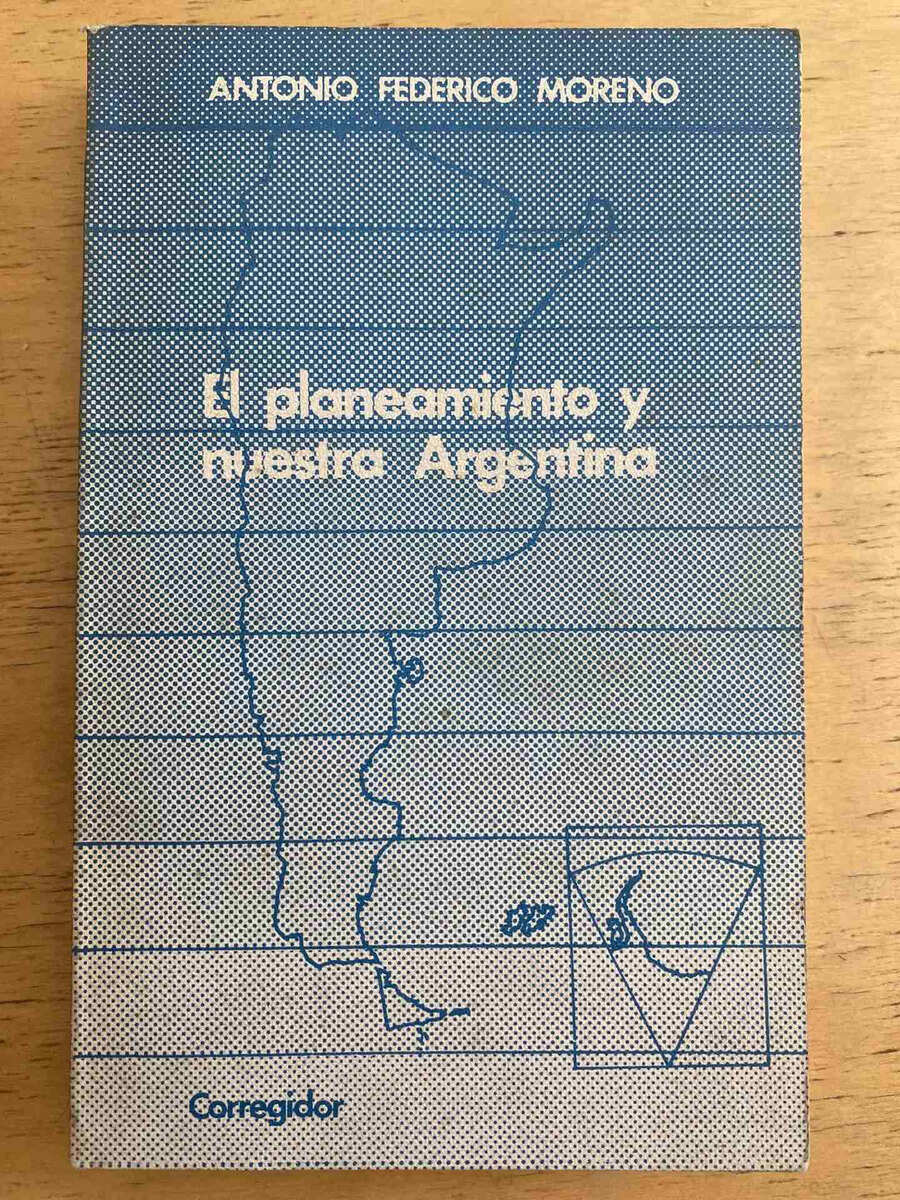 ANTONIO FEDERICO MORENO
El planeamiento y
nuestra Argentina
Corregidor